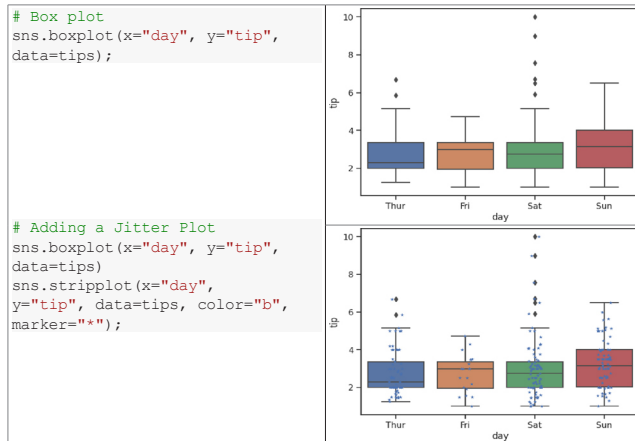 # Box plot
sns.boxplot(x="day", y="tip",
data=tips);
10
8
6
4
2
tip
Thur Fri Sat Sun
day
# Adding a Jitter Plot
sns.boxplot(x="day", y="tip",
data=tips)
sns.stripplot(x="day",
y="tip", data=tips, color="b",
marker="*");
10
8
6
4
2
tip
Thur Fri Sat Sun
day